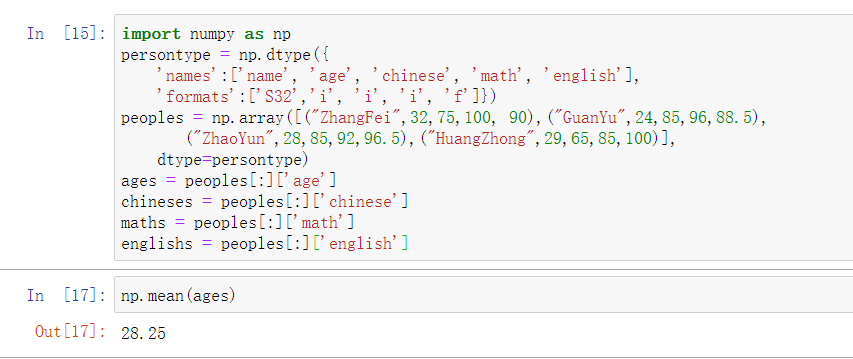 In [15]: import numpy as np
persontype = np.dtype({
    'names':['name', 'age', 'chinese', 'math', 'english'],
    'formats':['S32','i', 'i', 'i', 'f']})
peoples = np.array([("ZhangFei",32,75,100, 90),("GuanYu",24,85,96,88.5),
       ("ZhaoYun",28,85,92,96.5),("HuangZhong",29,65,85,100)],
    dtype=persontype)
ages = peoples[:]['age']
chineses = peoples[:]['chinese']
maths = peoples[:]['math']
englishs = peoples[:]['english']
In [17]: np.mean(ages)
Out[17]: 28.25